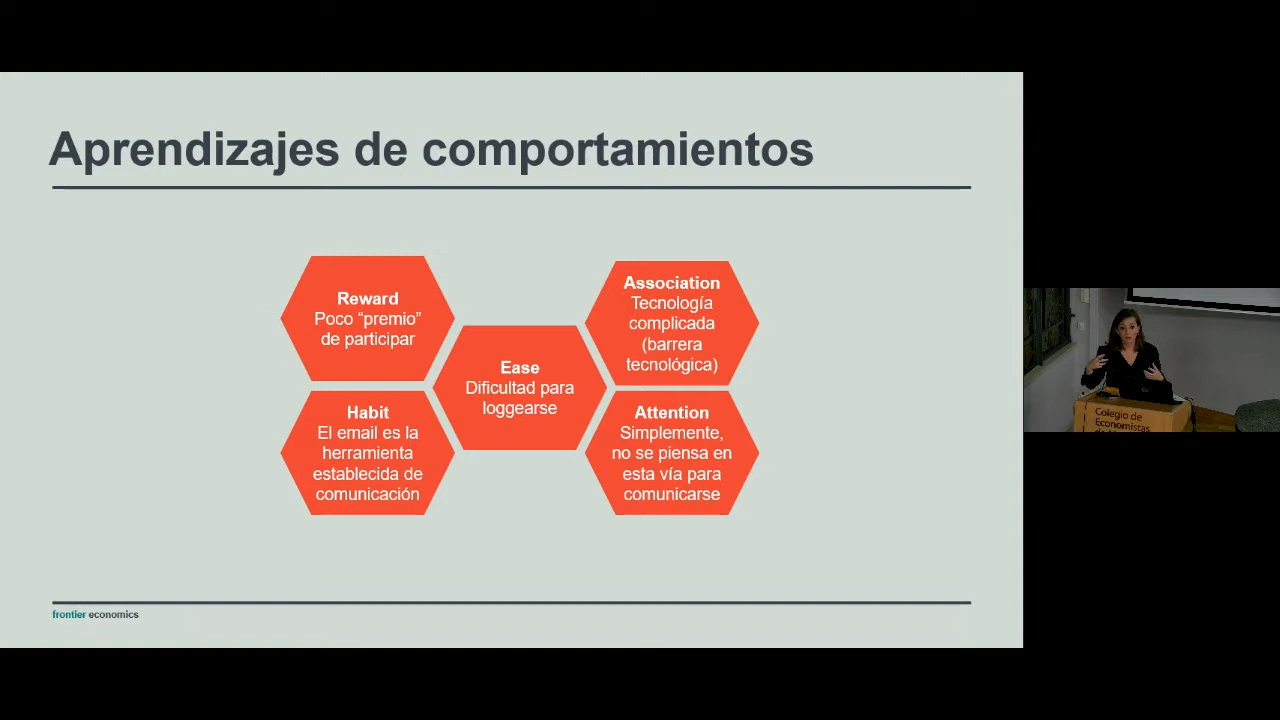 Aprendizajes de comportamientos
Reward
Poco “premio”
de participar
Habit
El email es la
herramienta
establecida de
comunicación
Ease
Dificultad para
loggearse
Association
Tecnología
complicada
(barrera
tecnológica)
Attention
Simplemente,
no se piensa en
esta vía para
comunicarse
frontier economics
Colegio de
Economistas